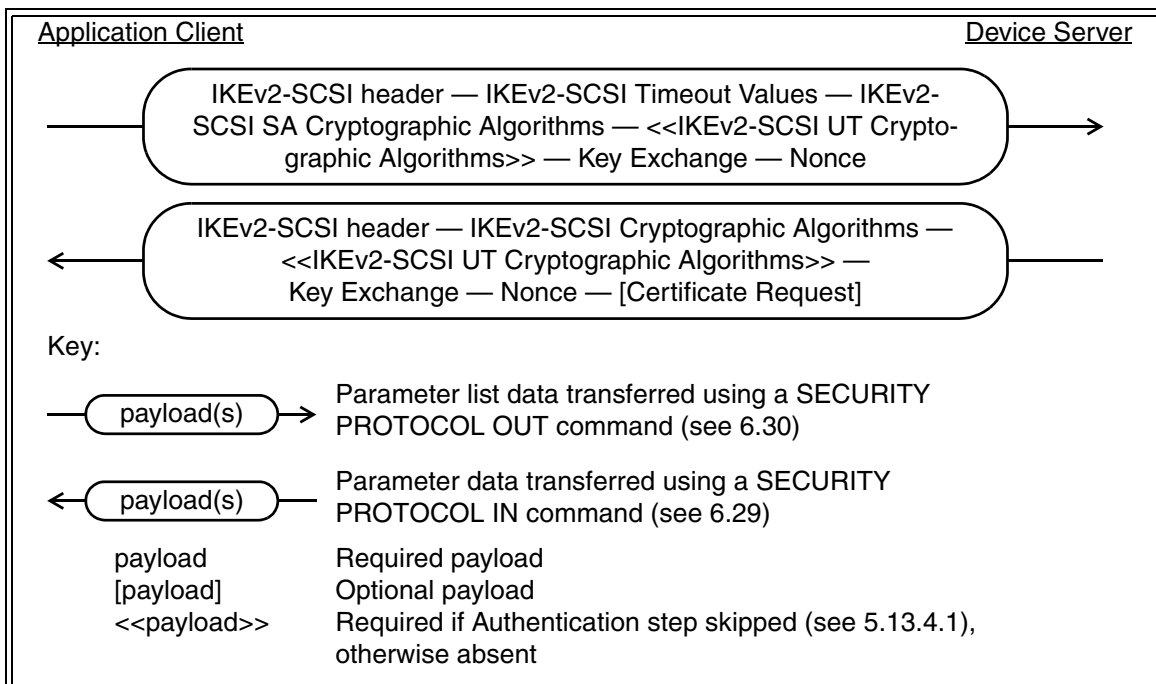 Application Client
Device Server
IKEv2-SCSI header — IKEv2-SCSI Timeout Values — IKEv2-
SCSI SA Cryptographic Algorithms — <<IKEv2-SCSI UT Crypto-
graphic Algorithms>> — Key Exchange — Nonce
IKEv2-SCSI header — IKEv2-SCSI Cryptographic Algorithms —
<<IKEv2-SCSI UT Cryptographic Algorithms>> —
Key Exchange — Nonce — [Certificate Request]
Key:
payload(s)
Parameter list data transferred using a SECURITY
PROTOCOL OUT command (see 6.30)
payload(s)
Parameter data transferred using a SECURITY
PROTOCOL IN command (see 6.29)
payload Required payload
[payload] Optional payload
<<payload>> Required if Authentication step skipped (see 5.13.4.1),
otherwise absent